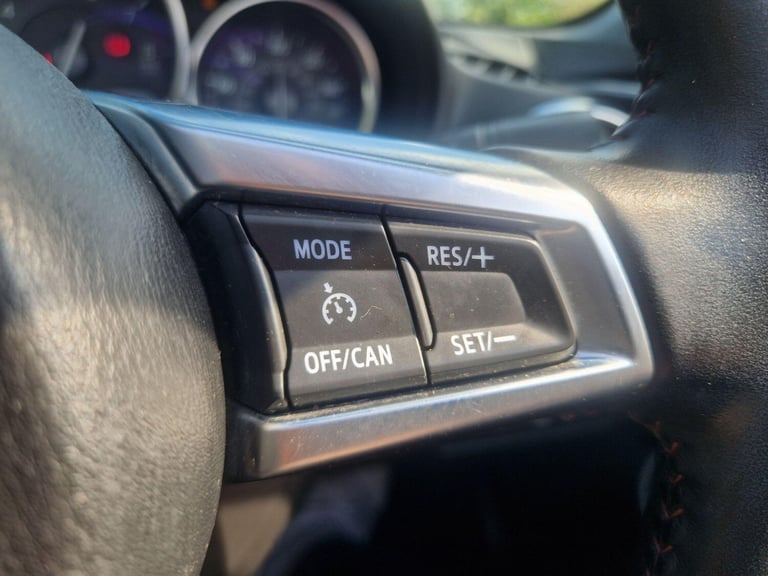 MODE
OFF/CAN
RES/+
SET/—